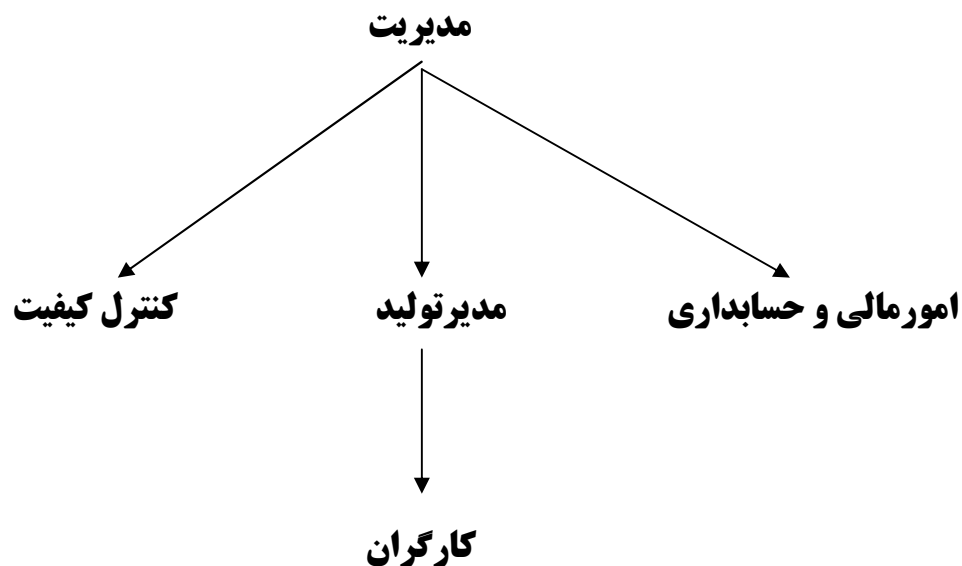 مدیریت
امورمالی و حسابداری
مدیرتولید
کنترل کیفیت
کارگران